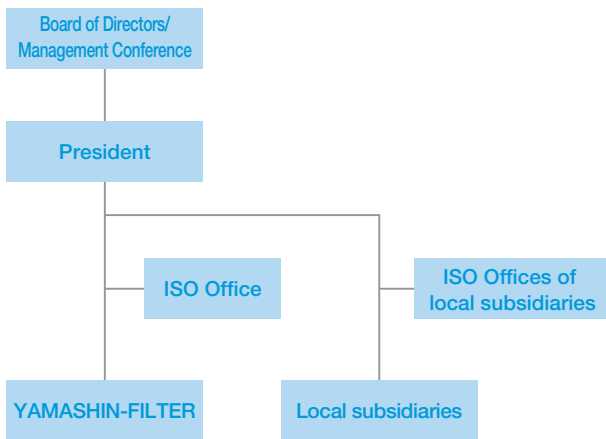 Board of Directors/
Management Conference
President
ISO Office
ISO Offices of
local subsidiaries
YAMASHIN-FILTER
Local subsidiaries